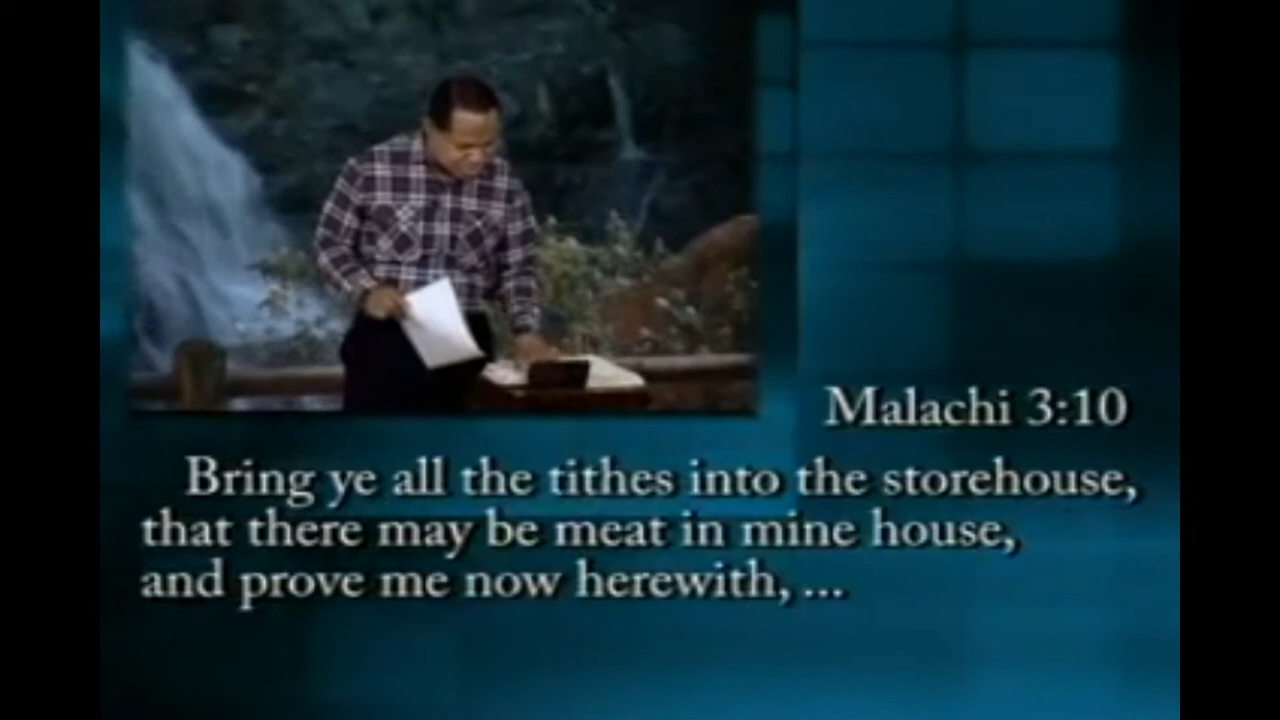 Malachi 3:10
Bring ye all the tithes into the storehouse,
that there may be meat in mine house,
and prove me now herewith, ...